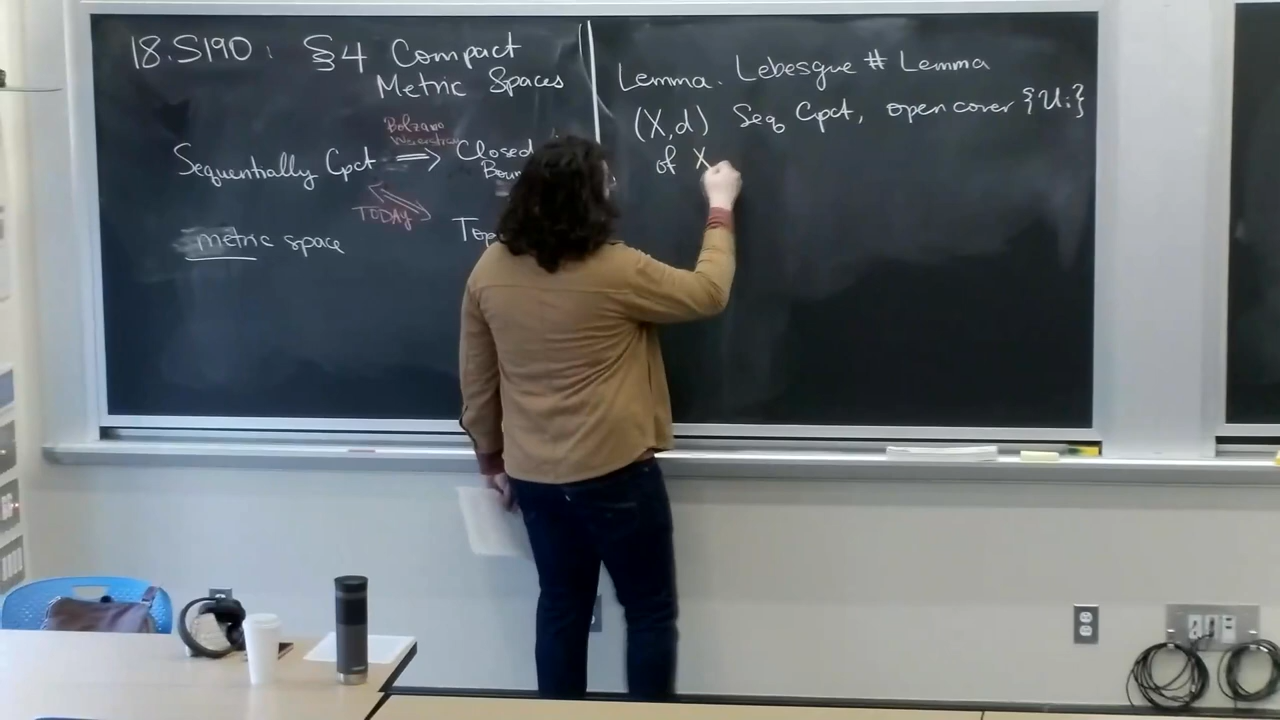 18.S190: §4 Compact
Metric Spaces
Bolzano
Weierstrass
Sequentially Cpct ⟹ Closed
TODAY
metric space
Lemma. Lebesgue # Lemma
(X,d) Seq Cpct, open cover {U_i}
of X